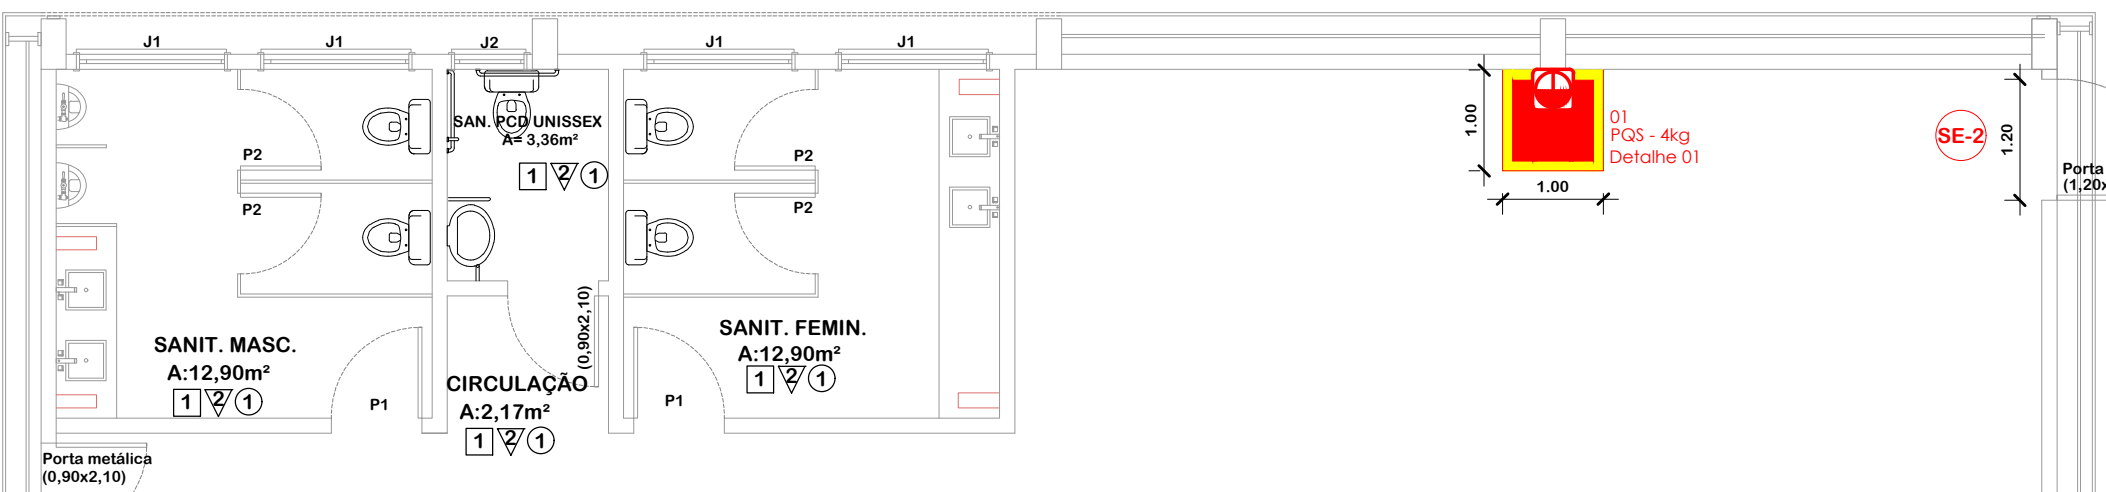 J1
J1
J2
J1
J1
P2
P2
P2
P2
SAN. PCD UNISSEX
A= 3,36m²
1 2 1
(0,90x2,10)
SANIT. MASC.
A:12,90m²
1 2 1
P1
CIRCULAÇÃO
A:2,17m²
1 2 1
SANIT. FEMIN.
A:12,90m²
1 2 1
P1
Porta metálica
(0,90x2,10)
1.00
1.00
01
PQS - 4kg
Detalhe 01
SE-2
1.20
Porta
(1,20x